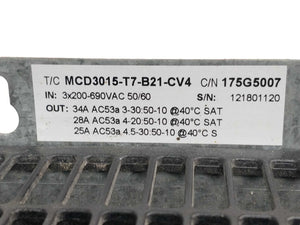 T/C MCD3015-T7-B21-CV4 C/N 175G5007
IN: 3x200-690VAC 50/60 S/N: 121801120
OUT: 34A AC53a 3-30:50-10 @40°C SAT
28A AC53a 4-20:50-10 @40°C SAT
25A AC53a 4.5-30:50-10 @40°C S